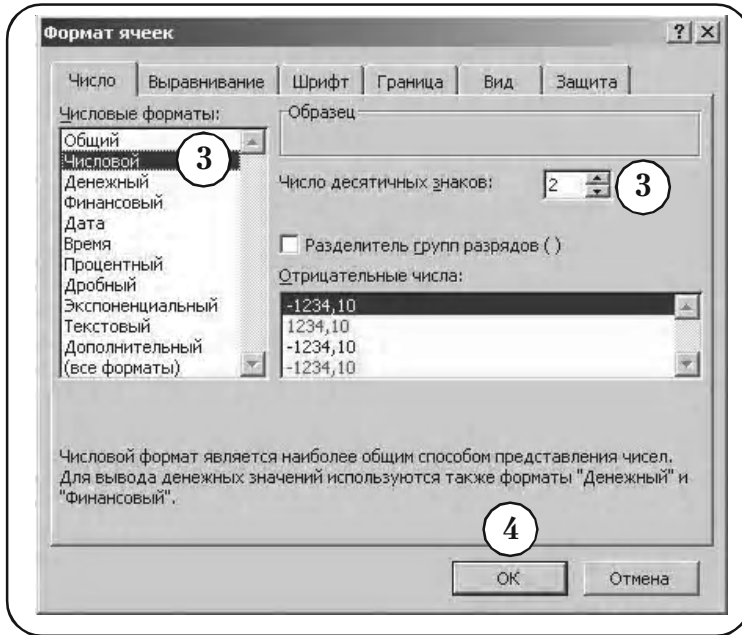 Формат ячеек
Число Выравнивание Шрифт Граница Вид Защита
Числовые форматы:
Общий
Числовой
Денежный
Финансовый
Дата
Время
Процентный
Дробный
Экспоненциальный
Текстовый
Дополнительный
(все форматы)
3
Образец
Число десятичных знаков: 2
3
Разделитель групп разрядов ( )
Отрицательные числа:
-1234,10
1234,10
-1234,10
-1234,10
Числовой формат является наиболее общим способом представления чисел.
Для вывода денежных значений используются также форматы "Денежный" и
"Финансовый".
4
ОК Отмена